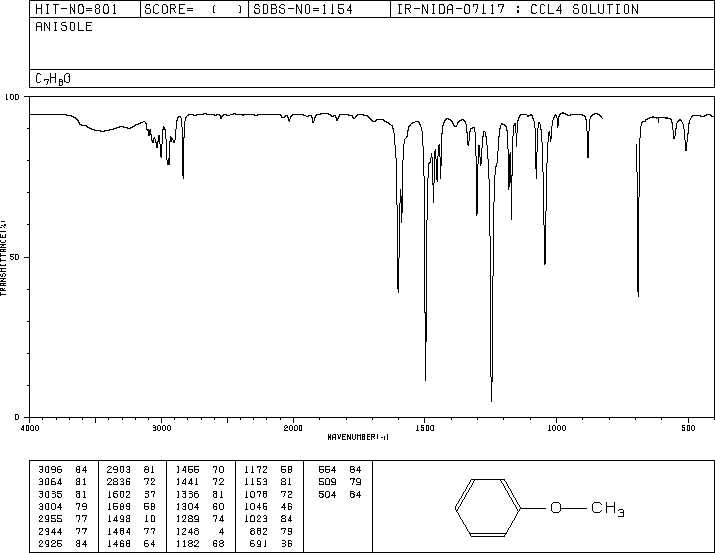 HIT-NO=801 SCORE= ( ) SDBS-NO=1154 IR-NIDA-07117 : CCL4 SOLUTION
ANISOLE
C7H8O
100
50
0
TRANSMITTANCE(%)
4000 3000 2000 1500 1000 500
WAVENUMBER(-1)
3096 84 2903 81 1455 70 1172 58 554 84
3064 81 2836 72 1441 72 1153 81 509 79
3035 81 1602 37 1336 81 1078 72 504 84
3004 79 1589 58 1304 60 1045 46
2955 77 1498 10 1289 74 1023 84
2944 77 1484 77 1248 4 882 79
2925 84 1468 64 1182 68 691 36
O CH3